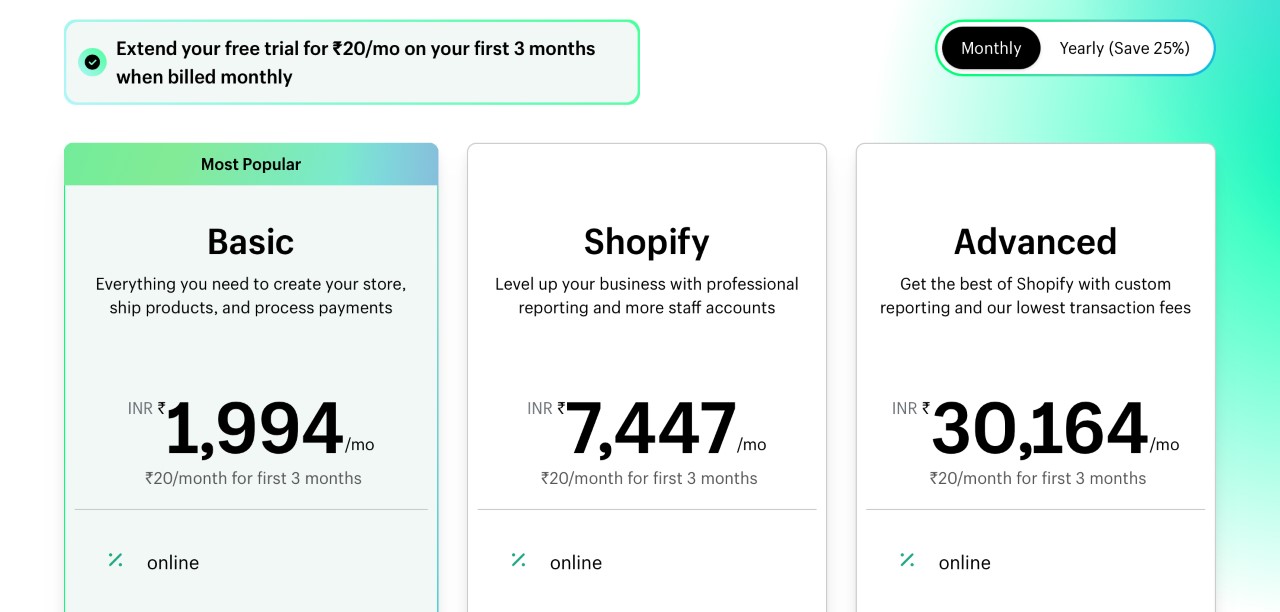 Extend your free trial for ₹20/mo on your first 3 months
when billed monthly
Monthly
Yearly (Save 25%)
Most Popular
Basic
Everything you need to create your store,
ship products, and process payments
INR ₹1,994/mo
₹20/month for first 3 months
online
Shopify
Level up your business with professional
reporting and more staff accounts
INR ₹7,447/mo
₹20/month for first 3 months
online
Advanced
Get the best of Shopify with custom
reporting and our lowest transaction fees
INR ₹30,164/mo
₹20/month for first 3 months
online